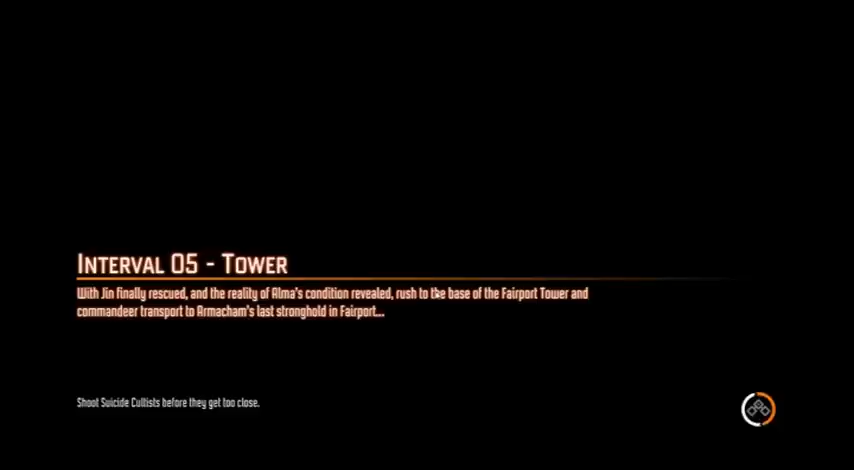 Interval 05 - Tower
With Jin finally rescued, and the reality of Alma's condition revealed, rush to the base of the Fairport Tower and
commandeer transport to Armacham's last stronghold in Fairport...
Shoot Suicide Cultists before they get too close.